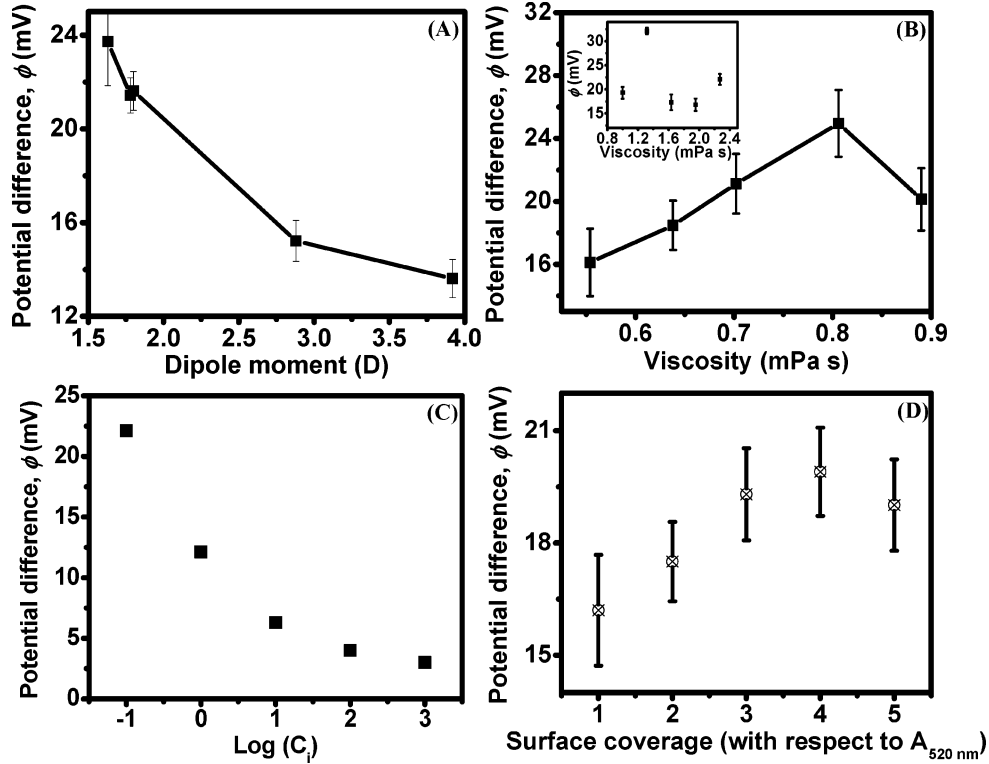 (A)
Potential difference, ϕ (mV)
24
20
16
12
1.5 2.0 2.5 3.0 3.5 4.0
Dipole moment (D)
(B)
Potential difference, ϕ (mV)
32
28
24
20
16
0.6 0.7 0.8 0.9
Viscosity (mPa s)
ϕ (mV)
30
25
20
15
0.8 1.2 1.6 2.0 2.4
Viscosity (mPa s)
(C)
Potential difference, ϕ (mV)
25
20
15
10
5
0
-1 0 1 2 3
Log (Ci)
(D)
Potential difference, ϕ (mV)
21
18
15
1 2 3 4 5
Surface coverage (with respect to A520 nm)